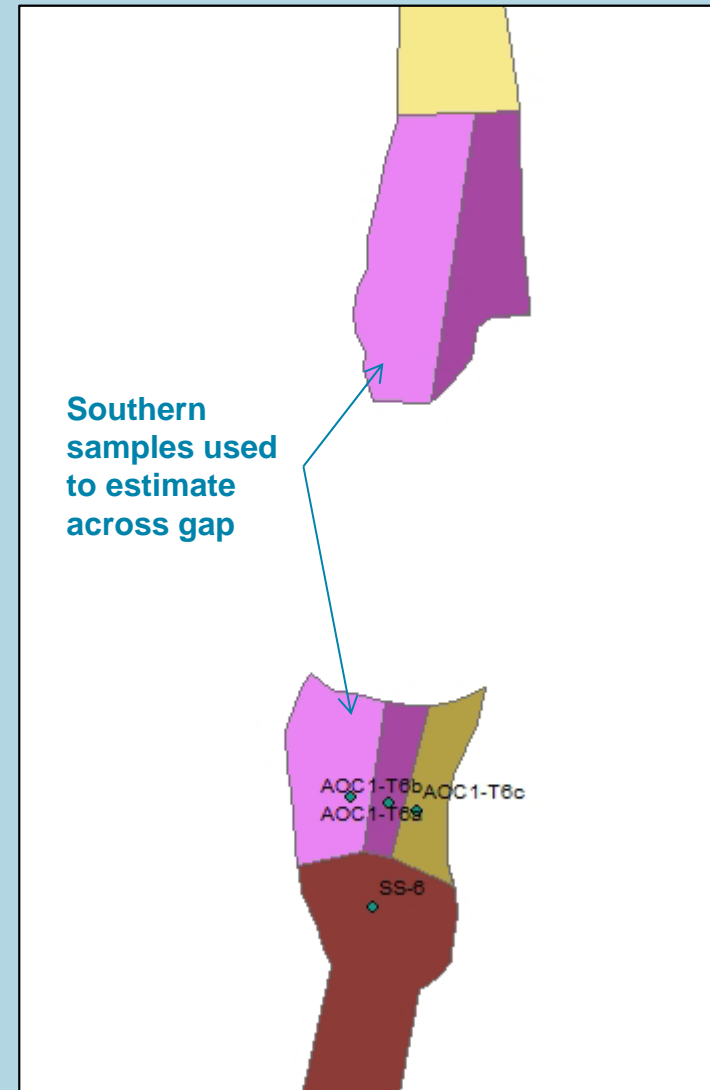 Southern
samples used
to estimate
across gap
AOC1-T6b
AOC1-T6c
AOC1-T6a
SS-6